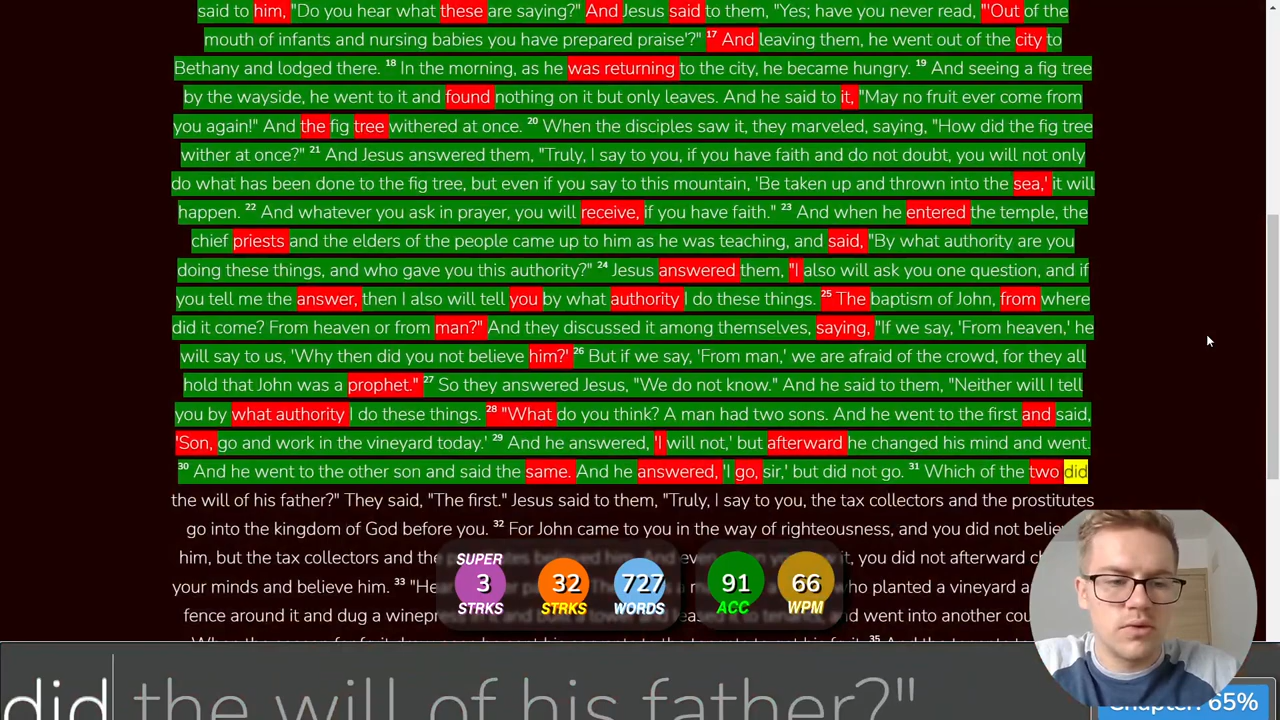 said to him, "Do you hear what these are saying?" And Jesus said to them, "Yes; have you never read, "'Out of the
mouth of infants and nursing babies you have prepared praise'?" 17 And leaving them, he went out of the city to
Bethany and lodged there. 18 In the morning, as he was returning to the city, he became hungry. 19 And seeing a fig tree
by the wayside, he went to it and found nothing on it but only leaves. And he said to it, "May no fruit ever come from
you again!" And the fig tree withered at once. 20 When the disciples saw it, they marveled, saying, "How did the fig tree
wither at once?" 21 And Jesus answered them, "Truly, I say to you, if you have faith and do not doubt, you will not only
do what has been done to the fig tree, but even if you say to this mountain, 'Be taken up and thrown into the sea,' it will
happen. 22 And whatever you ask in prayer, you will receive, if you have faith." 23 And when he entered the temple, the
chief priests and the elders of the people came up to him as he was teaching, and said, "By what authority are you
doing these things, and who gave you this authority?" 24 Jesus answered them, "I also will ask you one question, and if
you tell me the answer, then I also will tell you by what authority I do these things. 25 The baptism of John, from where
did it come? From heaven or from man?" And they discussed it among themselves, saying, "If we say, 'From heaven,' he
will say to us, 'Why then did you not believe him?' 26 But if we say, 'From man,' we are afraid of the crowd, for they all
hold that John was a prophet." 27 So they answered Jesus, "We do not know." And he said to them, "Neither will I tell
you by what authority I do these things. 28 "What do you think? A man had two sons. And he went to the first and said,
'Son, go and work in the vineyard today.' 29 And he answered, 'I will not,' but afterward he changed his mind and went.
30 And he went to the other son and said the same. And he answered, 'I go, sir,' but did not go. 31 Which of the two did
the will of his father?" They said, "The first." Jesus said to them, "Truly, I say to you, the tax collectors and the prostitutes
go into the kingdom of God before you. 32 For John came to you in the way of righteousness, and you did not
him, but the tax collectors and the it, you did not afterward
your minds and believe him. 33 who planted a vineyard
fence around it and dug a and went into another
SUPER
3 STRKS
32 STRKS
727 WORDS
91 ACC
66 WPM
did the will of his father?"
Chapter: 65%